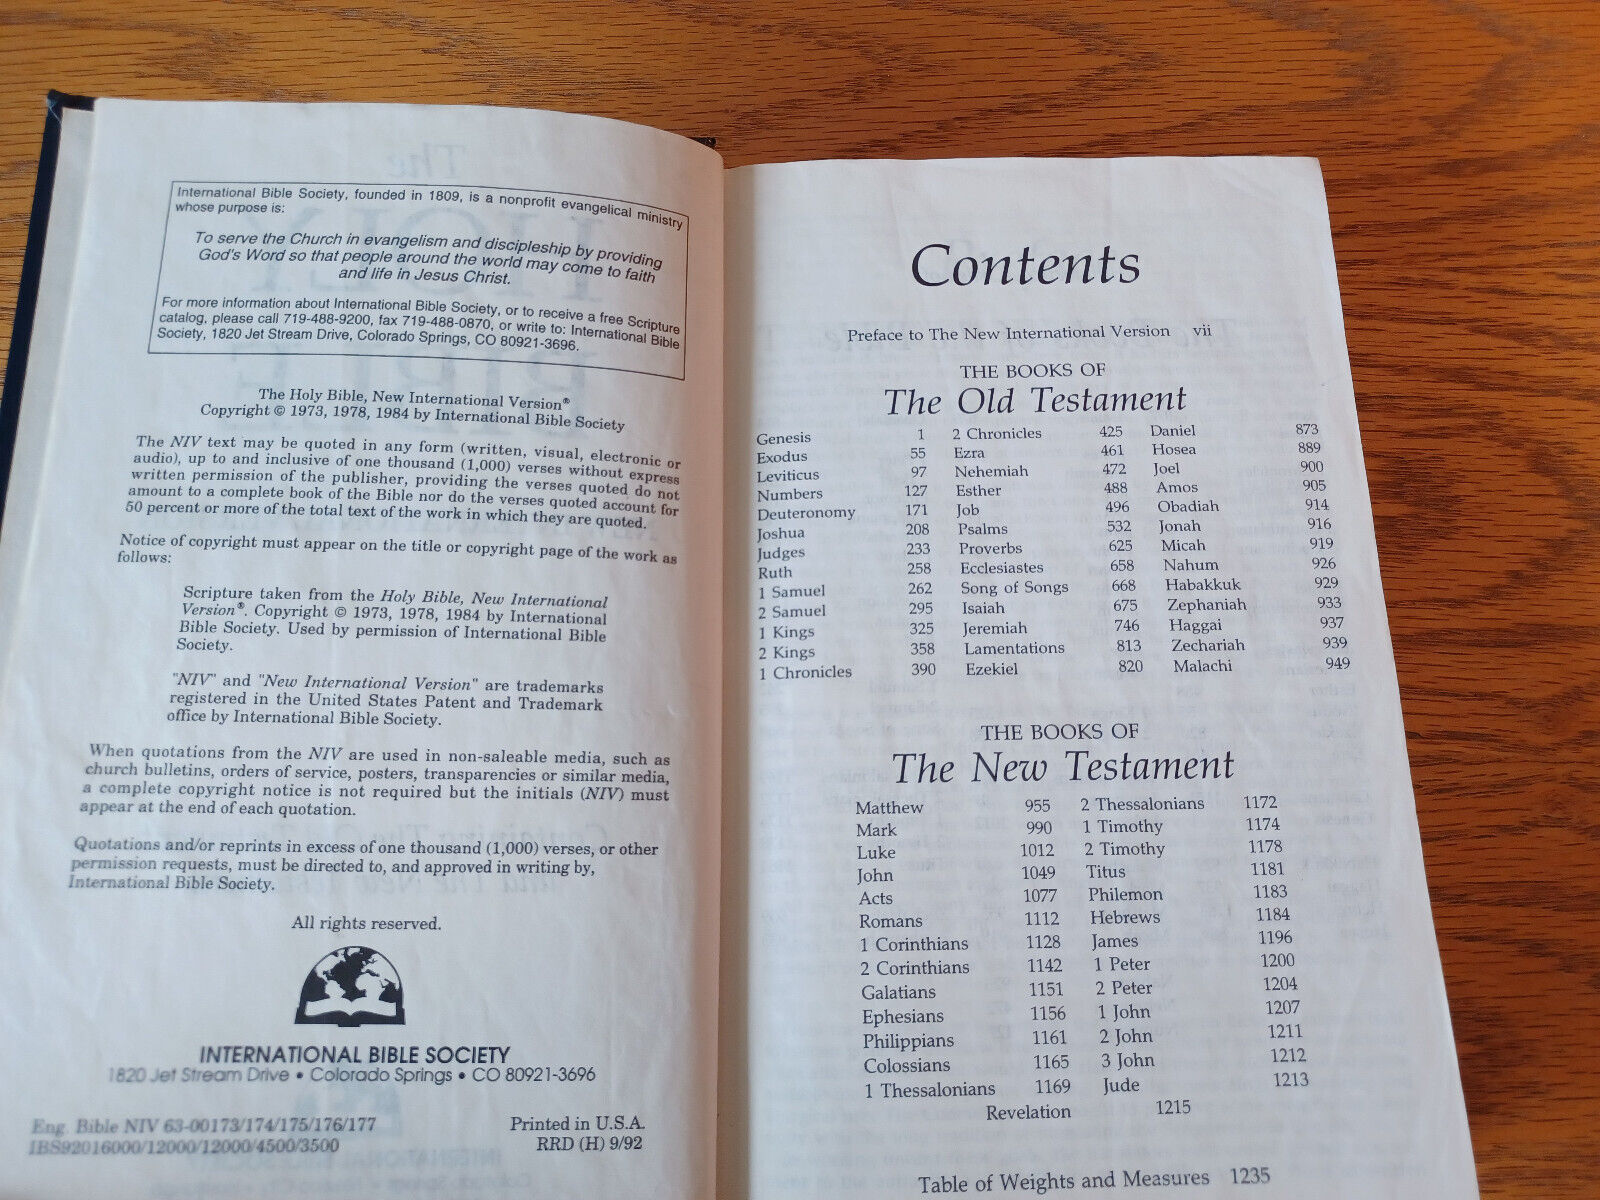 International Bible Society, founded in 1809, is a nonprofit evangelical ministry
whose purpose is:
To serve the Church in evangelism and discipleship by providing
God's Word so that people around the world may come to faith
and life in Jesus Christ.
For more information about International Bible Society, or to receive a free Scripture
catalog, please call 719-488-9200, fax 719-488-0870, or write to: International Bible
Society, 1820 Jet Stream Drive, Colorado Springs, CO 80921-3696.
The Holy Bible, New International Version®
Copyright © 1973, 1978, 1984 by International Bible Society
The NIV text may be quoted in any form (written, visual, electronic or
audio), up to and inclusive of one thousand (1,000) verses without express
written permission of the publisher, providing the verses quoted do not
amount to a complete book of the Bible nor do the verses quoted account for
50 percent or more of the total text of the work in which they are quoted.
Notice of copyright must appear on the title or copyright page of the work as
follows:
Scripture taken from the Holy Bible, New International
Version®. Copyright © 1973, 1978, 1984 by International
Bible Society. Used by permission of International Bible
Society.
"NIV" and "New International Version" are trademarks
registered in the United States Patent and Trademark
office by International Bible Society.
When quotations from the NIV are used in non-saleable media, such as
church bulletins, orders of service, posters, transparencies or similar media,
a complete copyright notice is not required but the initials (NIV) must
appear at the end of each quotation.
Quotations and/or reprints in excess of one thousand (1,000) verses, or other
permission requests, must be directed to, and approved in writing by,
International Bible Society.
All rights reserved.
INTERNATIONAL BIBLE SOCIETY
1820 Jet Stream Drive • Colorado Springs • CO 80921-3696
Eng. Bible NIV 63-00173/174/175/176/177 Printed in U.S.A.
IBS92016000/12000/12000/4500/3500 RRD (H) 9/92
Contents
Preface to The New International Version vii
THE BOOKS OF
The Old Testament
Genesis 1 2 Chronicles 425 Daniel 873
Exodus 55 Ezra 461 Hosea 889
Leviticus 97 Nehemiah 472 Joel 900
Numbers 127 Esther 488 Amos 905
Deuteronomy 171 Job 496 Obadiah 914
Joshua 208 Psalms 532 Jonah 916
Judges 233 Proverbs 625 Micah 919
Ruth 258 Ecclesiastes 658 Nahum 926
1 Samuel 262 Song of Songs 668 Habakkuk 929
2 Samuel 295 Isaiah 675 Zephaniah 933
1 Kings 325 Jeremiah 746 Haggai 937
2 Kings 358 Lamentations 813 Zechariah 939
1 Chronicles 390 Ezekiel 820 Malachi 949
THE BOOKS OF
The New Testament
Matthew 955 2 Thessalonians 1172
Mark 990 1 Timothy 1174
Luke 1012 2 Timothy 1178
John 1049 Titus 1181
Acts 1077 Philemon 1183
Romans 1112 Hebrews 1184
1 Corinthians 1128 James 1196
2 Corinthians 1142 1 Peter 1200
Galatians 1151 2 Peter 1204
Ephesians 1156 1 John 1207
Philippians 1161 2 John 1211
Colossians 1165 3 John 1212
1 Thessalonians 1169 Jude 1213
Revelation 1215
Table of Weights and Measures 1235